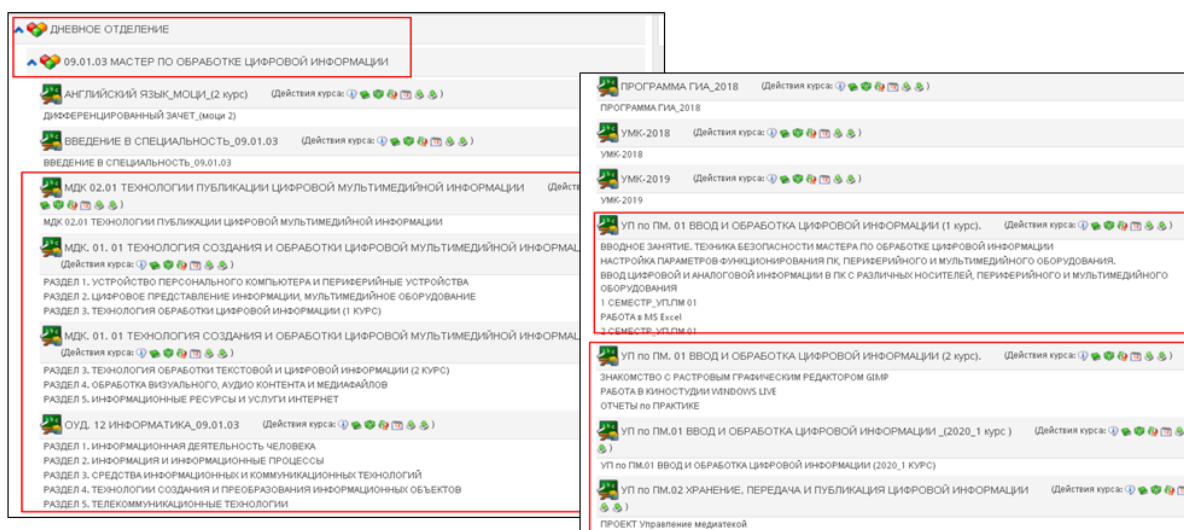 ДНЕВНОЕ ОТДЕЛЕНИЕ
09.01.03 МАСТЕР ПО ОБРАБОТКЕ ЦИФРОВОЙ ИНФОРМАЦИИ
АНГЛИЙСКИЙ ЯЗЫК_МОЦИ_(2 курс) (Действия курса: )
ДИФФЕРЕНЦИРОВАННЫЙ ЗАЧЕТ_(моци 2)
ВВЕДЕНИЕ В СПЕЦИАЛЬНОСТЬ_09.01.03 (Действия курса: )
ВВЕДЕНИЕ В СПЕЦИАЛЬНОСТЬ_09.01.03
МДК 02.01 ТЕХНОЛОГИИ ПУБЛИКАЦИИ ЦИФРОВОЙ МУЛЬТИМЕДИЙНОЙ ИНФОРМАЦИИ (Действ
)
МДК 02.01 ТЕХНОЛОГИИ ПУБЛИКАЦИИ ЦИФРОВОЙ МУЛЬТИМЕДИЙНОЙ ИНФОРМАЦИИ
МДК. 01. 01 ТЕХНОЛОГИЯ СОЗДАНИЯ И ОБРАБОТКИ ЦИФРОВОЙ МУЛЬТИМЕДИЙНОЙ ИНФОРМАЦ
(Действия курса: )
РАЗДЕЛ 1. УСТРОЙСТВО ПЕРСОНАЛЬНОГО КОМПЬЮТЕРА И ПЕРИФЕРИЙНЫЕ УСТРОЙСТВА
РАЗДЕЛ 2. ЦИФРОВОЕ ПРЕДСТАВЛЕНИЕ ИНФОРМАЦИИ, МУЛЬТИМЕДИЙНОЕ ОБОРУДОВАНИЕ
РАЗДЕЛ 3. ТЕХНОЛОГИЯ ОБРАБОТКИ ЦИФРОВОЙ ИНФОРМАЦИИ (1 КУРС)
МДК. 01. 01 ТЕХНОЛОГИЯ СОЗДАНИЯ И ОБРАБОТКИ ЦИФРОВОЙ МУЛЬТИМЕДИЙНОЙ ИНФОРМАЦ
(Действия курса: )
РАЗДЕЛ 3. ТЕХНОЛОГИЯ ОБРАБОТКИ ТЕКСТОВОЙ И ЦИФРОВОЙ ИНФОРМАЦИИ (2 КУРС)
РАЗДЕЛ 4. ОБРАБОТКА ВИЗУАЛЬНОГО, АУДИО КОНТЕНТА И МЕДИАФАЙЛОВ
РАЗДЕЛ 5. ИНФОРМАЦИОННЫЕ РЕСУРСЫ И УСЛУГИ ИНТЕРНЕТ
ОУД. 12 ИНФОРМАТИКА_09.01.03 (Действия курса: )
РАЗДЕЛ 1. ИНФОРМАЦИОННАЯ ДЕЯТЕЛЬНОСТЬ ЧЕЛОВЕКА
РАЗДЕЛ 2. ИНФОРМАЦИЯ И ИНФОРМАЦИОННЫЕ ПРОЦЕССЫ
РАЗДЕЛ 3. СРЕДСТВА ИНФОРМАЦИОННЫХ И КОММУНИКАЦИОННЫХ ТЕХНОЛОГИЙ
РАЗДЕЛ 4. ТЕХНОЛОГИИ СОЗДАНИЯ И ПРЕОБРАЗОВАНИЯ ИНФОРМАЦИОННЫХ ОБЪЕКТОВ
РАЗДЕЛ 5. ТЕЛЕКОММУНИКАЦИОННЫЕ ТЕХНОЛОГИИ
ПРОГРАММА ГИА_2018 (Действия курса: )
ПРОГРАММА ГИА_2018
УМК-2018 (Действия курса: )
УМК-2018
УМК-2019 (Действия курса: )
УМК-2019
УП по ПМ. 01 ВВОД И ОБРАБОТКА ЦИФРОВОЙ ИНФОРМАЦИИ (1 курс). (Действия курса: )
ВВОДНОЕ ЗАНЯТИЕ. ТЕХНИКА БЕЗОПАСНОСТИ МАСТЕРА ПО ОБРАБОТКЕ ЦИФРОВОЙ ИНФОРМАЦИИ
НАСТРОЙКА ПАРАМЕТРОВ ФУНКЦИОНИРОВАНИЯ ПК, ПЕРИФЕРИЙНОГО И МУЛЬТИМЕДИЙНОГО ОБОРУДОВАНИЯ.
ВВОД ЦИФРОВОЙ И АНАЛОГОВОЙ ИНФОРМАЦИИ В ПК С РАЗЛИЧНЫХ НОСИТЕЛЕЙ, ПЕРИФЕРИЙНОГО И МУЛЬТИМЕДИЙНОГО
ОБОРУДОВАНИЯ
1 СЕМЕСТР_УП.ПМ 01
РАБОТА в MS Excel
2 СЕМЕСТР_УП.ПМ 01
УП по ПМ. 01 ВВОД И ОБРАБОТКА ЦИФРОВОЙ ИНФОРМАЦИИ (2 курс). (Действия курса: )
ЗНАКОМСТВО С РАСТРОВЫМ ГРАФИЧЕСКИМ РЕДАКТОРОМ GIMP
РАБОТА В КИНОСТУДИИ WINDOWS LIVE
ОТЧЕТЫ по ПРАКТИКЕ
УП по ПМ.01 ВВОД И ОБРАБОТКА ЦИФРОВОЙ ИНФОРМАЦИИ _(2020_1 курс ) (Действия курса:
)
УП по ПМ.01 ВВОД И ОБРАБОТКА ЦИФРОВОЙ ИНФОРМАЦИИ (2020_1 КУРС)
УП по ПМ.02 ХРАНЕНИЕ, ПЕРЕДАЧА И ПУБЛИКАЦИЯ ЦИФРОВОЙ ИНФОРМАЦИИ (Действия курса:
)
ПРОЕКТ Управление медиатекой